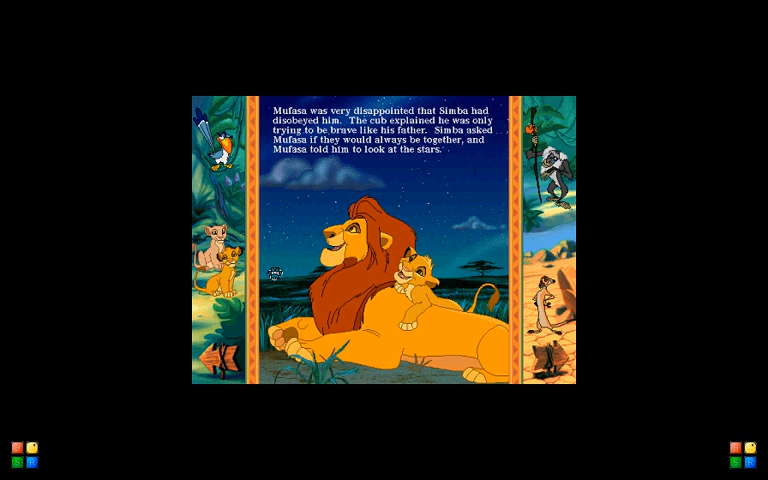 Mufasa was very disappointed that Simba had
disobeyed him. The cub explained he was only
trying to be brave like his father. Simba asked
Mufasa if they would always be together, and
Mufasa told him to look at the stars.